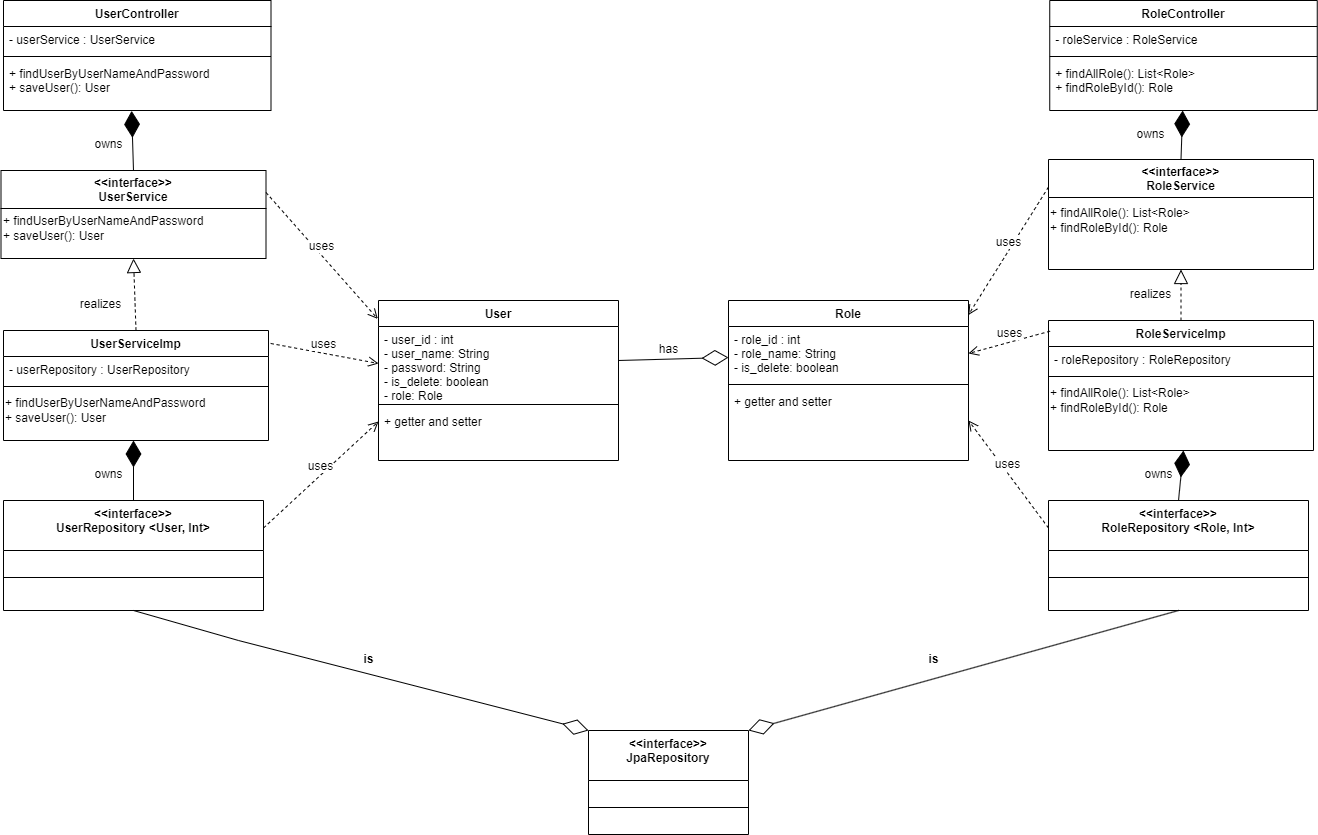 UserController
- userService : UserService
+ findUserByUserNameAndPassword
+ saveUser(): User
owns
<<interface>>
UserService
+ findUserByUserNameAndPassword
+ saveUser(): User
realizes
UserServiceImp
- userRepository : UserRepository
+ findUserByUserNameAndPassword
+ saveUser(): User
owns
<<interface>>
UserRepository <User, Int>
uses
uses
uses
User
- user_id : int
- user_name: String
- password: String
- is_delete: boolean
- role: Role
+ getter and setter
has
Role
- role_id : int
- role_name: String
- is_delete: boolean
+ getter and setter
uses
uses
uses
RoleController
- roleService : RoleService
+ findAllRole(): List<Role>
+ findRoleById(): Role
owns
<<interface>>
RoleService
+ findAllRole(): List<Role>
+ findRoleById(): Role
realizes
RoleServiceImp
- roleRepository : RoleRepository
+ findAllRole(): List<Role>
+ findRoleById(): Role
owns
<<interface>>
RoleRepository <Role, Int>
is
is
<<interface>>
JpaRepository